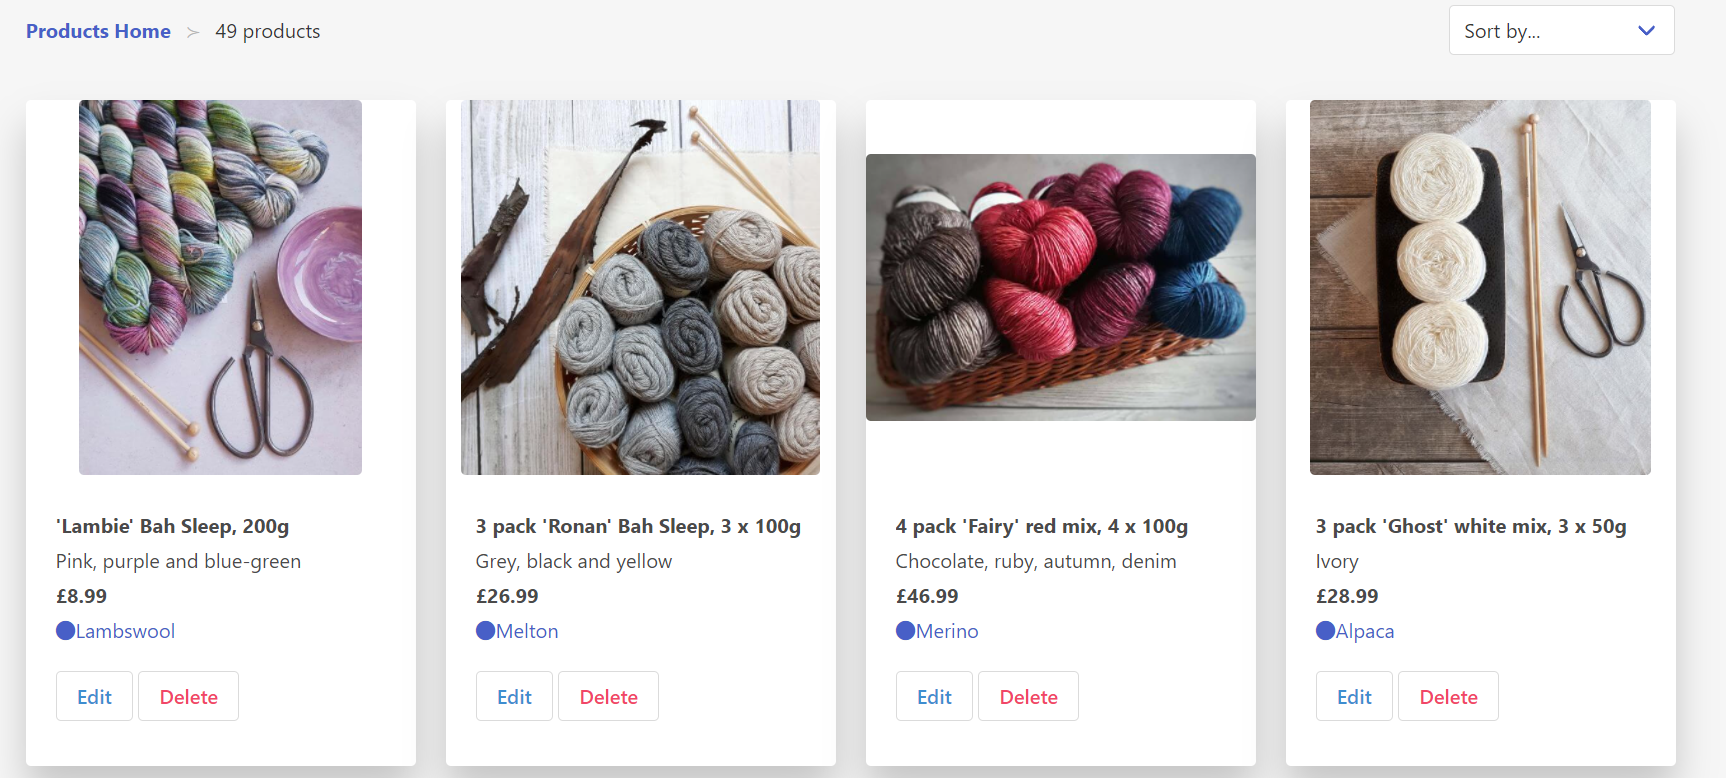 Products Home ≻ 49 products
Sort by...
'Lambie' Bah Sleep, 200g
Pink, purple and blue-green
£8.99
Lambswool
Edit Delete
3 pack 'Ronan' Bah Sleep, 3 x 100g
Grey, black and yellow
£26.99
Melton
Edit Delete
4 pack 'Fairy' red mix, 4 x 100g
Chocolate, ruby, autumn, denim
£46.99
Merino
Edit Delete
3 pack 'Ghost' white mix, 3 x 50g
Ivory
£28.99
Alpaca
Edit Delete